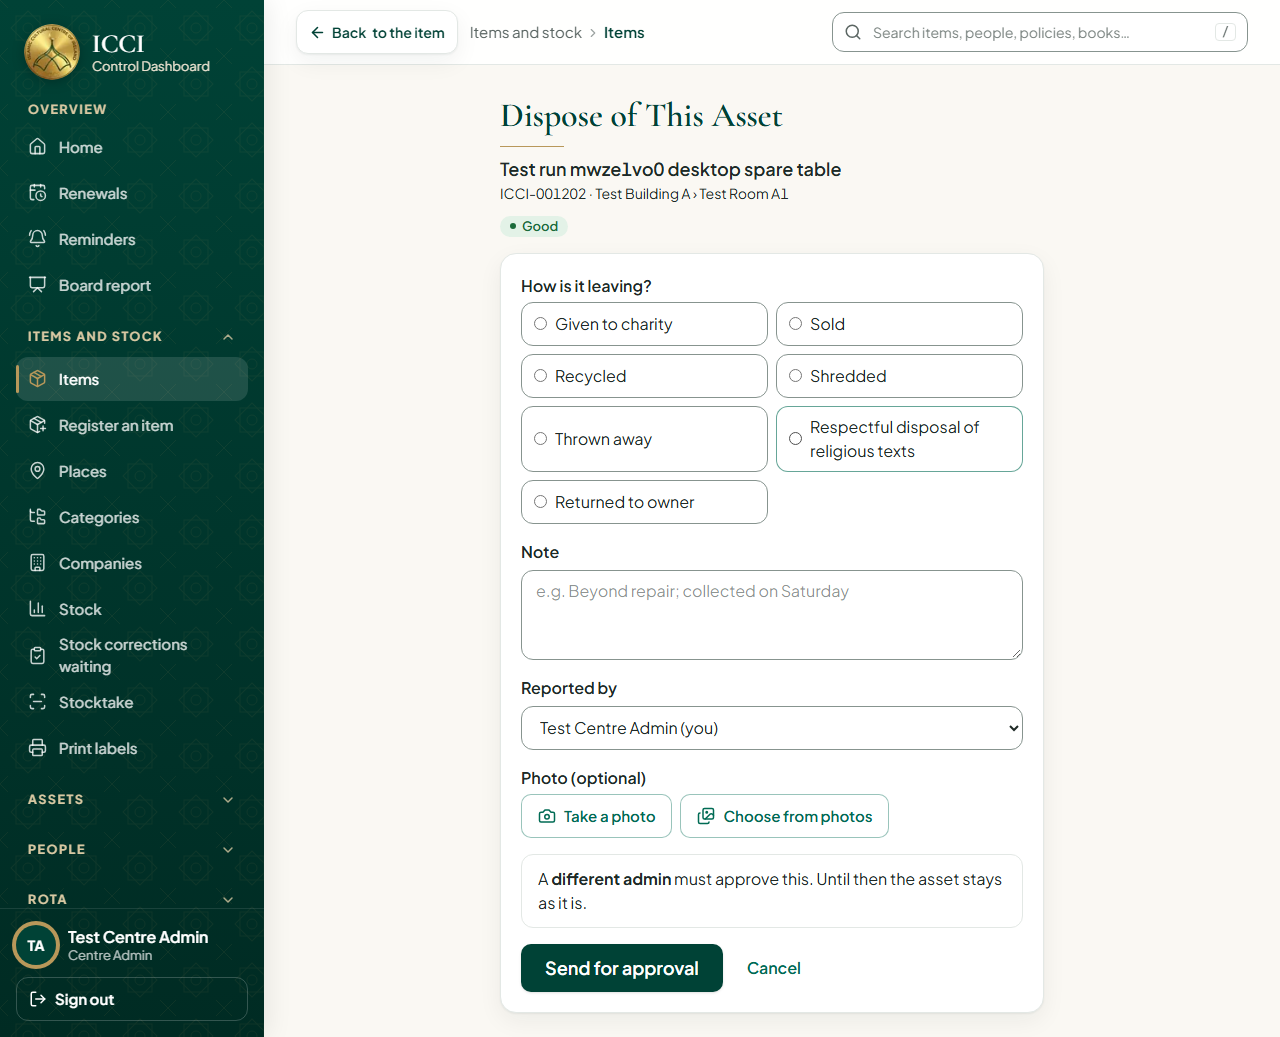 ICCI
Control Dashboard
OVERVIEW
Home
Renewals
Reminders
Board report
ITEMS AND STOCK
Items
Register an item
Places
Categories
Companies
Stock
Stock corrections
waiting
Stocktake
Print labels
ASSETS
PEOPLE
ROTA
TA
Test Centre Admin
Centre Admin
Sign out
Back to the item
Items and stock › Items
Search items, people, policies, books…
/
Dispose of This Asset
Test run mwze1vo0 desktop spare table
ICCI-001202 · Test Building A › Test Room A1
Good
How is it leaving?
Given to charity
Sold
Recycled
Shredded
Thrown away
Respectful disposal of
religious texts
Returned to owner
Note
e.g. Beyond repair; collected on Saturday
Reported by
Test Centre Admin (you)
Photo (optional)
Take a photo
Choose from photos
A different admin must approve this. Until then the asset stays
as it is.
Send for approval
Cancel